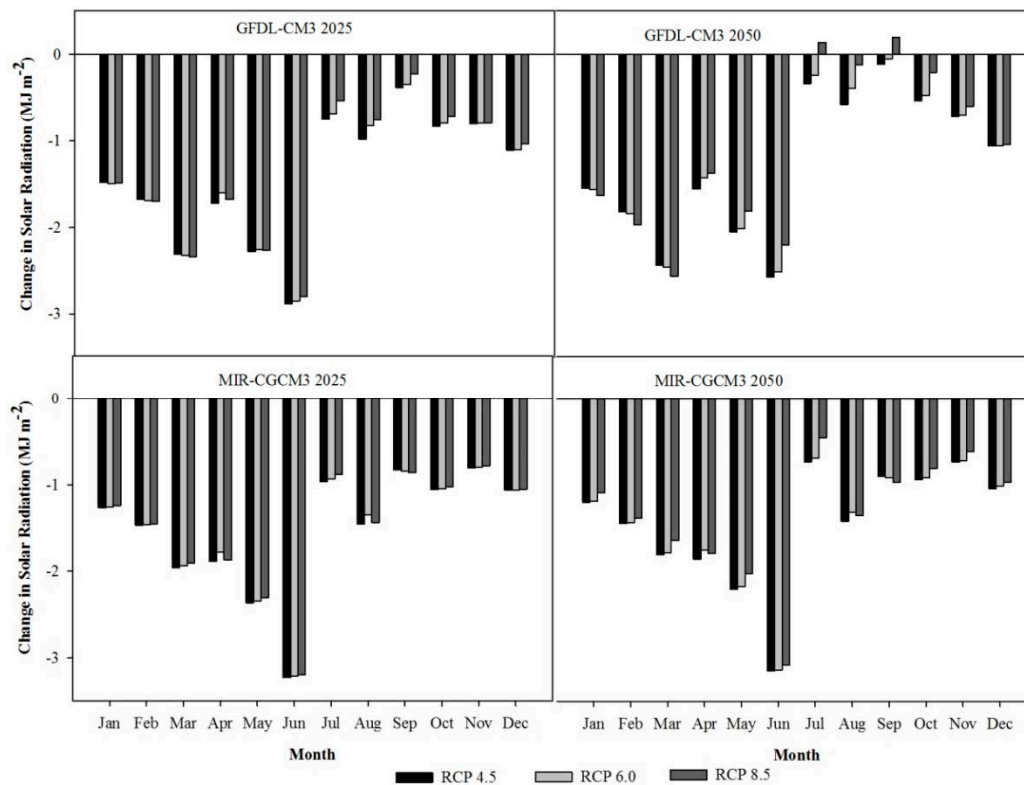 GFDL-CM3 2025
GFDL-CM3 2050
Change in Solar Radiation (MJ m⁻²)
0
-1
-2
-3
MIR-CGCM3 2025
MIR-CGCM3 2050
Change in Solar Radiation (MJ m⁻²)
0
-1
-2
-3
Jan Feb Mar Apr May Jun Jul Aug Sep Oct Nov Dec
Jan Feb Mar Apr May Jun Jul Aug Sep Oct Nov Dec
Month
Month
RCP 4.5 RCP 6.0 RCP 8.5